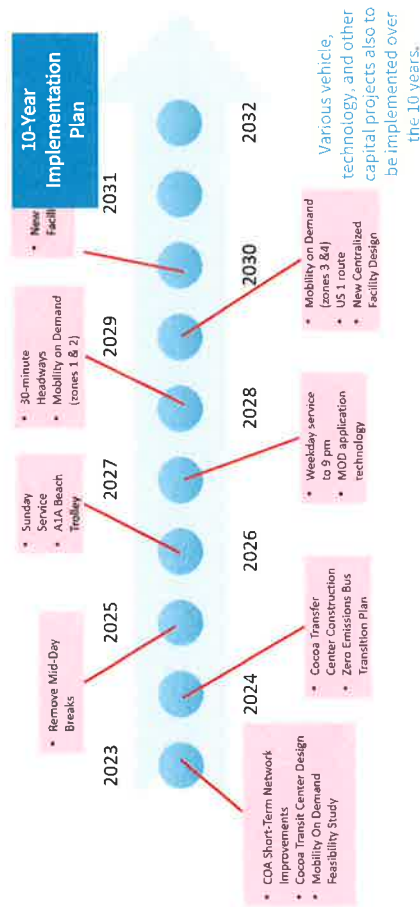 10-Year
Implementation
Plan
• Remove Mid-Day
Breaks
• Sunday
Service
• A1A Beach
Trolley
• 30-minute
Headways
• Mobility on Demand
(zones 1 & 2)
• New
2023
2025
2027
2029
2031
2024
2026
2028
2030
2032
• COA Short-Term Network
Improvements
• Cocoa Transit Center Design
• Mobility On Demand
Feasibility Study
• Cocoa Transfer
Center Construction
• Zero Emissions Bus
Transition Plan
• Weekday service
to 9 pm
• MOD application
technology
• Mobility on Demand
(zones 3 &4)
• US 1 route
• New Centralized
Facility Design
Various vehicle,
technology, and other
capital projects also to
be implemented over
the 10 years.